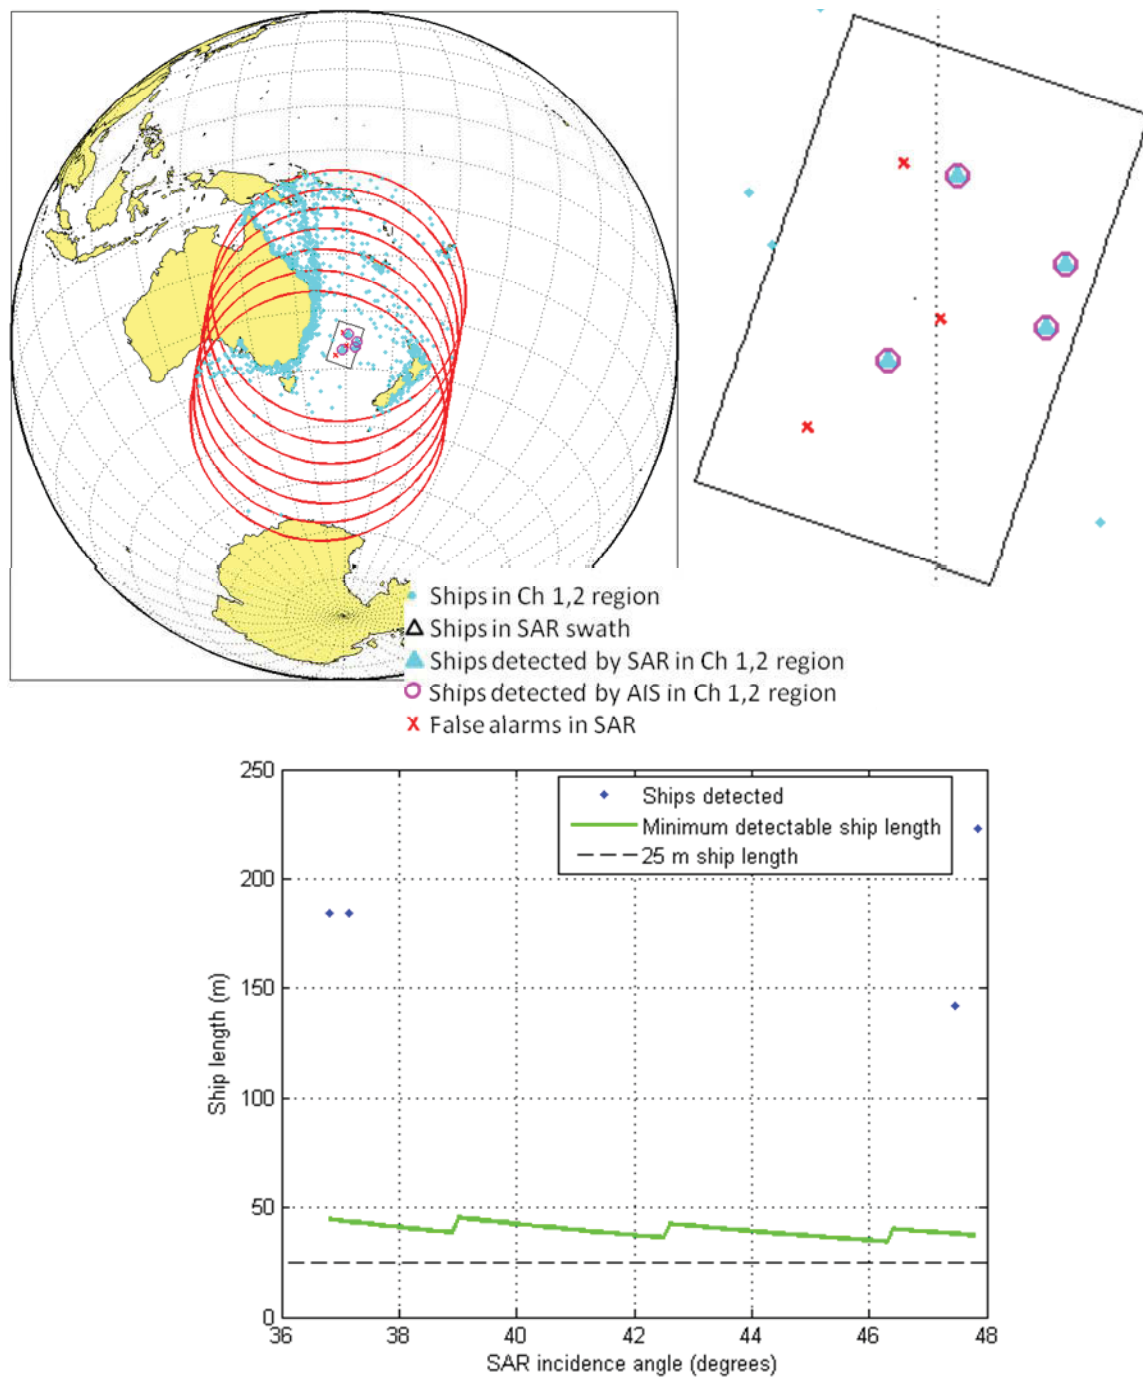 Ships in Ch 1,2 region
Ships in SAR swath
Ships detected by SAR in Ch 1,2 region
Ships detected by AIS in Ch 1,2 region
False alarms in SAR
250
200
150
100
50
0
Ship length (m)
Ships detected
Minimum detectable ship length
25 m ship length
36 38 40 42 44 46 48
SAR incidence angle (degrees)